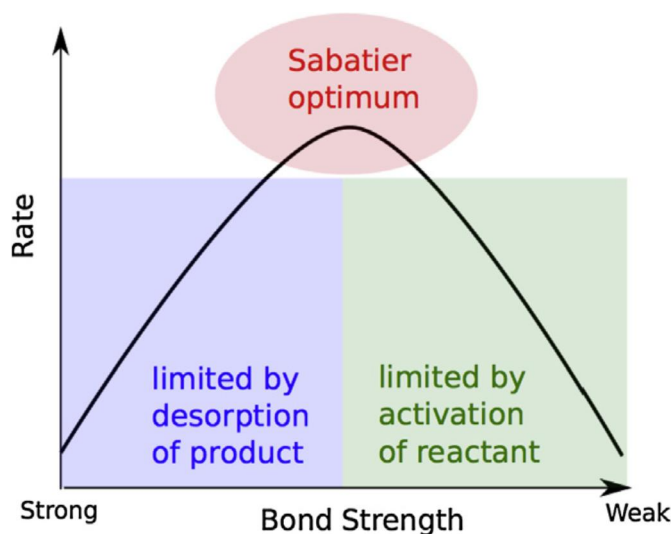 Sabatier
optimum
Rate
limited by
desorption
of product
limited by
activation
of reactant
Strong
Bond Strength
Weak